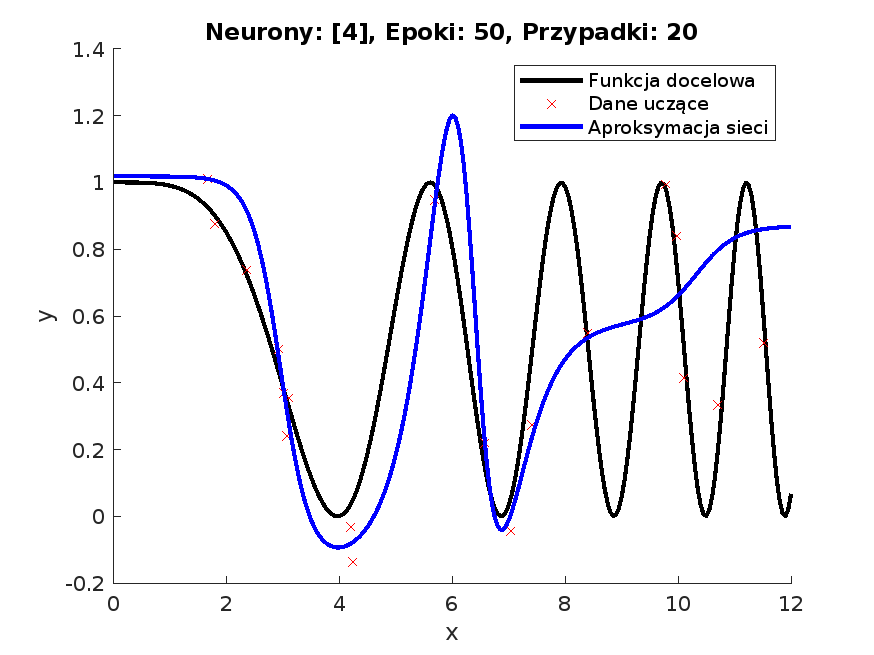 Neurony: [4], Epoki: 50, Przypadki: 20
Funkcja docelowa
Dane uczące
Aproksymacja sieci
1.4
1.2
1
0.8
0.6
0.4
0.2
0
-0.2
y
0 2 4 6 8 10 12
x